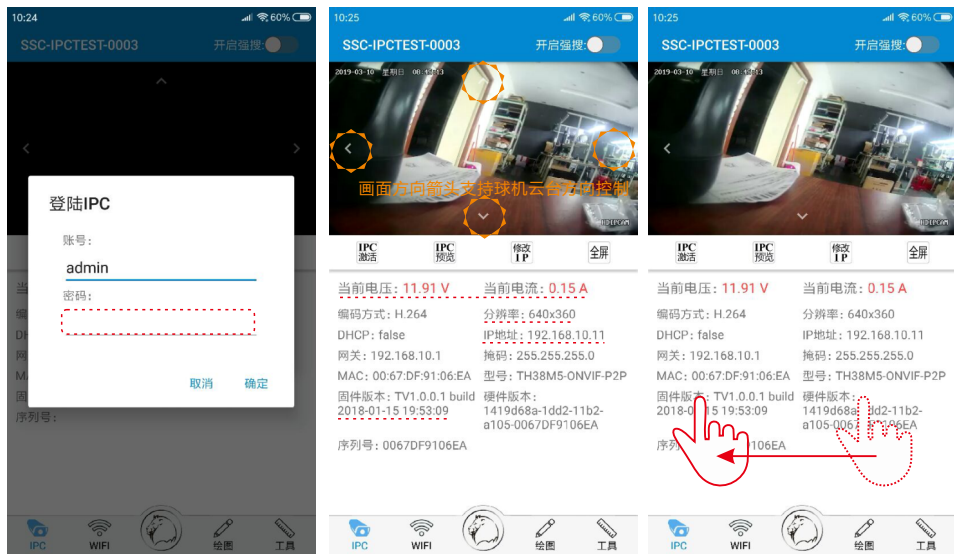 10:24
60%
SSC-IPCTEST-0003
开启强搜:
登陆IPC
账号:
admin
密码:
取消
确定
序列号:
IPC
WIFI
绘图
工具
10:25
60%
SSC-IPCTEST-0003
开启强搜:
2019-03-10 星期日
画面方向箭头支持球机云台方向控制
HD-IPCAM
IPC
激活
IPC
预览
修改
IP
全屏
当前电压: 11.91 V 当前电流: 0.15 A
编码方式: H.264 分辨率: 640x360
DHCP: false IP地址: 192.168.10.11
网关: 192.168.10.1 掩码: 255.255.255.0
MAC: 00:67:DF:91:06:EA 型号: TH38M5-ONVIF-P2P
固件版本: TV1.0.0.1 build 硬件版本:
2018-01-15 19:53:09 1419d68a-1dd2-11b2-
a105-0067DF9106EA
序列号: 0067DF9106EA
IPC
WIFI
绘图
工具
10:25
60%
SSC-IPCTEST-0003
开启强搜:
2019-03-10 星期日
HD-IPCAM
IPC
激活
IPC
预览
修改
IP
全屏
当前电压: 11.91 V 当前电流: 0.15 A
编码方式: H.264 分辨率: 640x360
DHCP: false IP地址: 192.168.10.11
网关: 192.168.10.1 掩码: 255.255.255.0
MAC: 00:67:DF:91:06:EA 型号: TH38M5-ONVIF-P2P
固件版本: TV1.0.0.1 build 硬件版本:
2018-01-15 19:53:09 1419d68a-1dd2-11b2-
a105-0067DF9106EA
9106EA
IPC
WIFI
绘图
工具